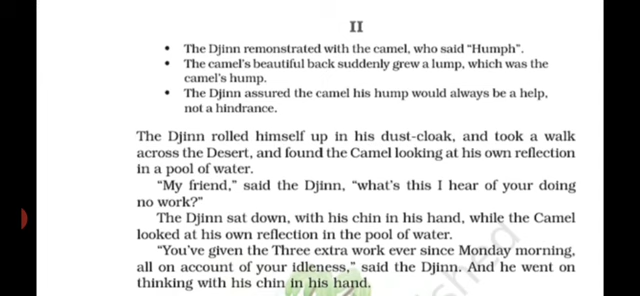 II
• The Djinn remonstrated with the camel, who said “Humph”.
• The camel's beautiful back suddenly grew a lump, which was the
camel's hump.
• The Djinn assured the camel his hump would always be a help,
not a hindrance.
The Djinn rolled himself up in his dust-cloak, and took a walk
across the Desert, and found the Camel looking at his own reflection
in a pool of water.
“My friend,” said the Djinn, “what's this I hear of your doing
no work?”
The Djinn sat down, with his chin in his hand, while the Camel
looked at his own reflection in the pool of water.
“You've given the Three extra work ever since Monday morning,
all on account of your idleness,” said the Djinn. And he went on
thinking with his chin in his hand.